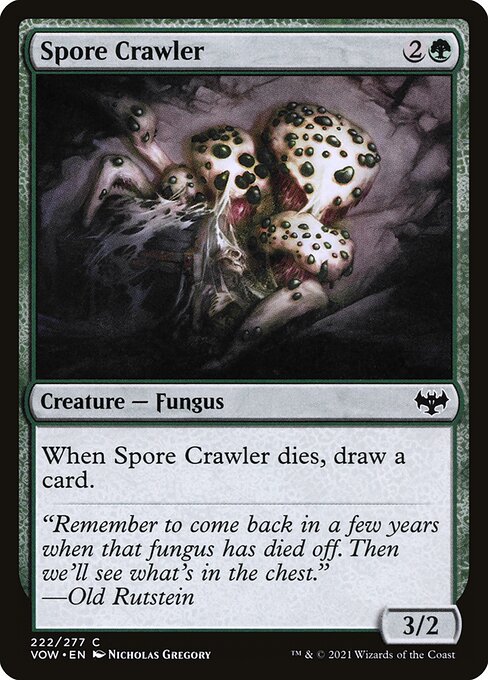 Spore Crawler 2
Creature — Fungus
When Spore Crawler dies, draw a
card.
“Remember to come back in a few years
when that fungus has died off. Then
we’ll see what’s in the chest.”
—Old Rutstein
3/2
222/277 C
VOW • EN Nicholas Gregory
™ & © 2021 Wizards of the Coast